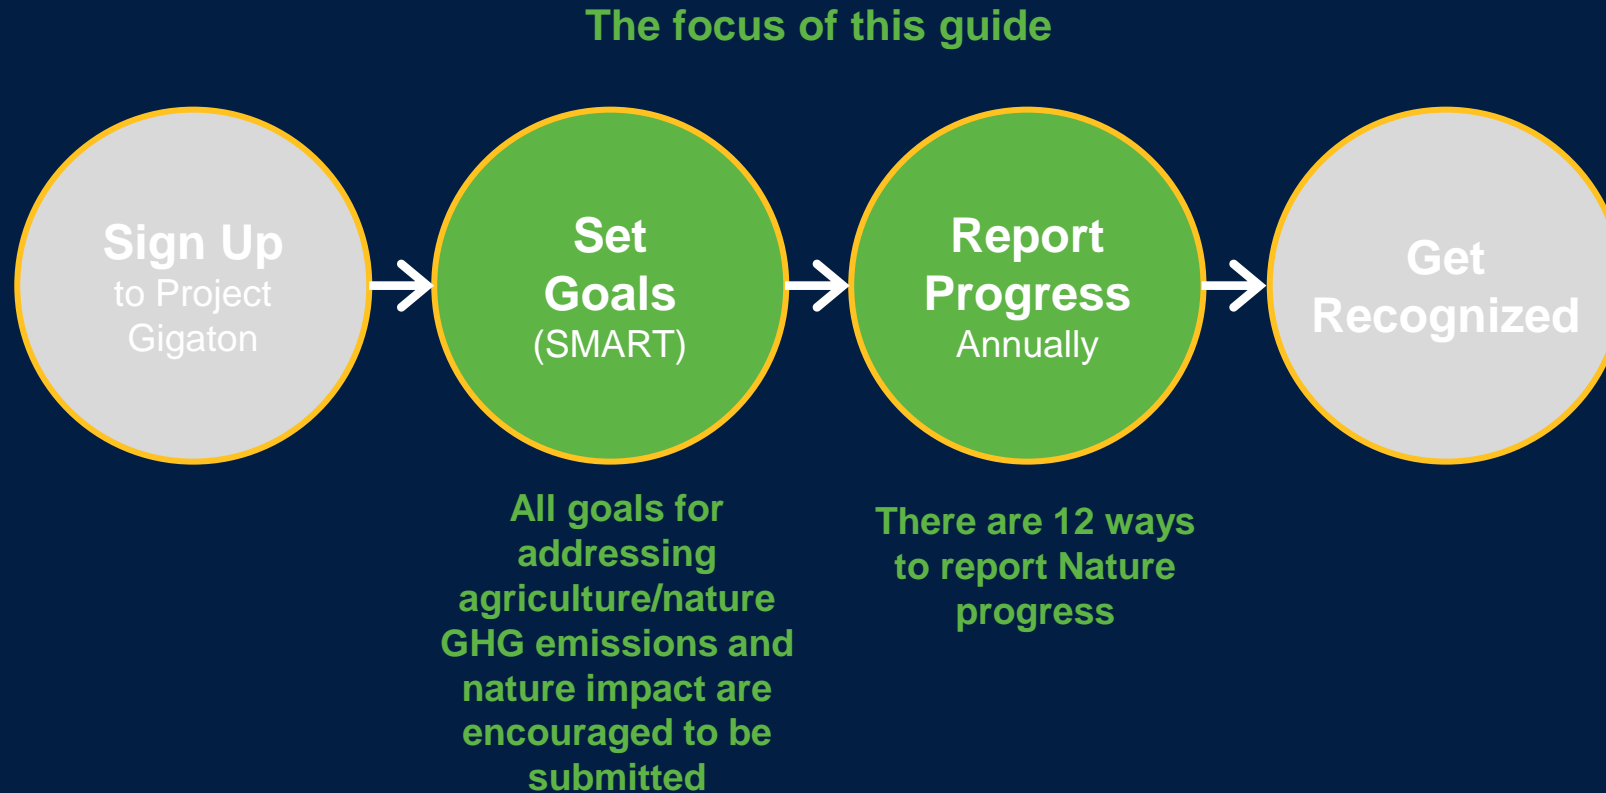 The focus of this guide
Sign Up
to Project
Gigaton
Set
Goals
(SMART)
Report
Progress
Annually
Get
Recognized
All goals for
addressing
agriculture/nature
GHG emissions and
nature impact are
encouraged to be
submitted
There are 12 ways
to report Nature
progress